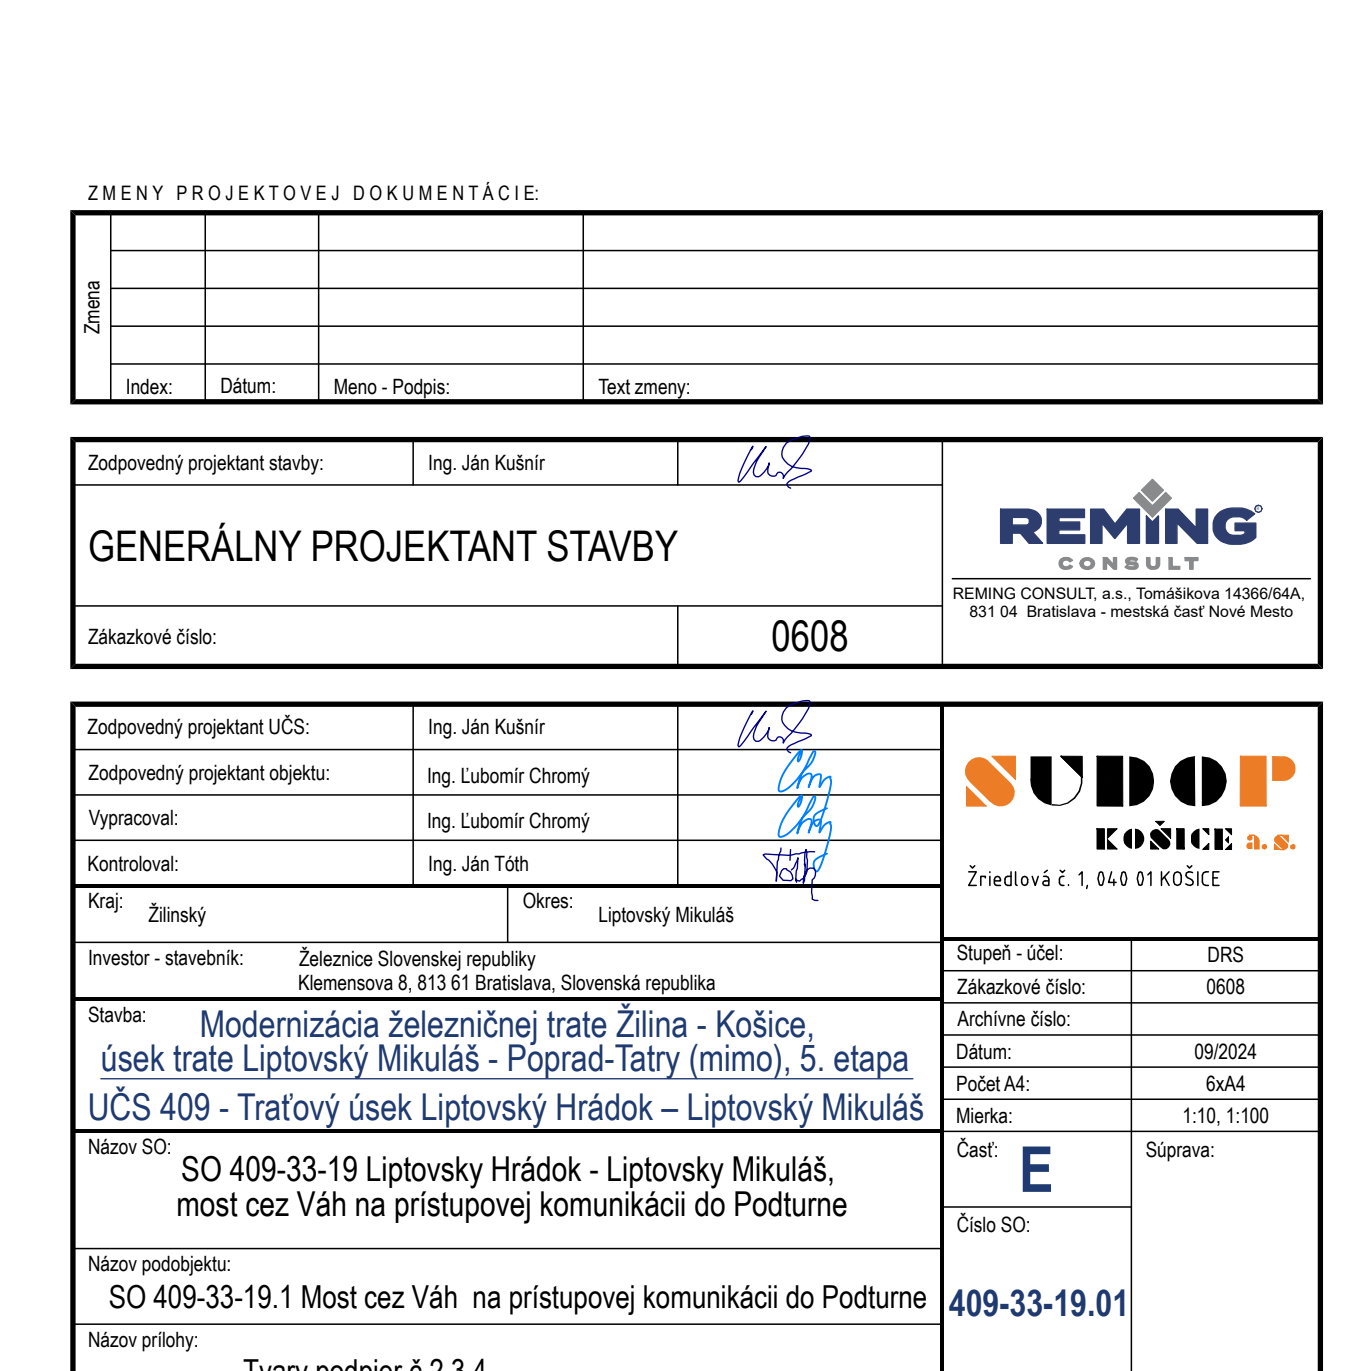 ZMENY PROJEKTOVEJ DOKUMENTÁCIE:
Zmena
Index:
Dátum:
Meno - Podpis:
Text zmeny:
Zodpovedný projektant stavby:
Ing. Ján Kušnír
GENERÁLNY PROJEKTANT STAVBY
Zákazkové číslo:
0608
REMING
CONSULT
REMING CONSULT, a.s., Tomášikova 14366/64A,
831 04 Bratislava - mestská časť Nové Mesto
Zodpovedný projektant UČS:
Ing. Ján Kušnír
Zodpovedný projektant objektu:
Ing. Ľubomír Chromý
Vypracoval:
Ing. Ľubomír Chromý
Kontroloval:
Ing. Ján Tóth
Tóth
SUDOP
KOŠICE a.s.
Žriedlová č. 1, 040 01 KOŠICE
Kraj:
Žilinský
Okres:
Liptovský Mikuláš
Investor - stavebník:
Železnice Slovenskej republiky
Klemensova 8, 813 61 Bratislava, Slovenská republika
Stavba:
Modernizácia železničnej trate Žilina - Košice,
úsek trate Liptovský Mikuláš - Poprad-Tatry (mimo), 5. etapa
UČS 409 - Traťový úsek Liptovský Hrádok – Liptovský Mikuláš
Názov SO:
SO 409-33-19 Liptovsky Hrádok - Liptovsky Mikuláš,
most cez Váh na prístupovej komunikácii do Podturne
Názov podobjektu:
SO 409-33-19.1 Most cez Váh na prístupovej komunikácii do Podturne
Názov prílohy:
Tvary podpier č.2,3,4
Stupeň - účel:
DRS
Zákazkové číslo:
0608
Archívne číslo:
Dátum:
09/2024
Počet A4:
6xA4
Mierka:
1:10, 1:100
Časť:
E
Súprava:
Číslo SO:
409-33-19.01